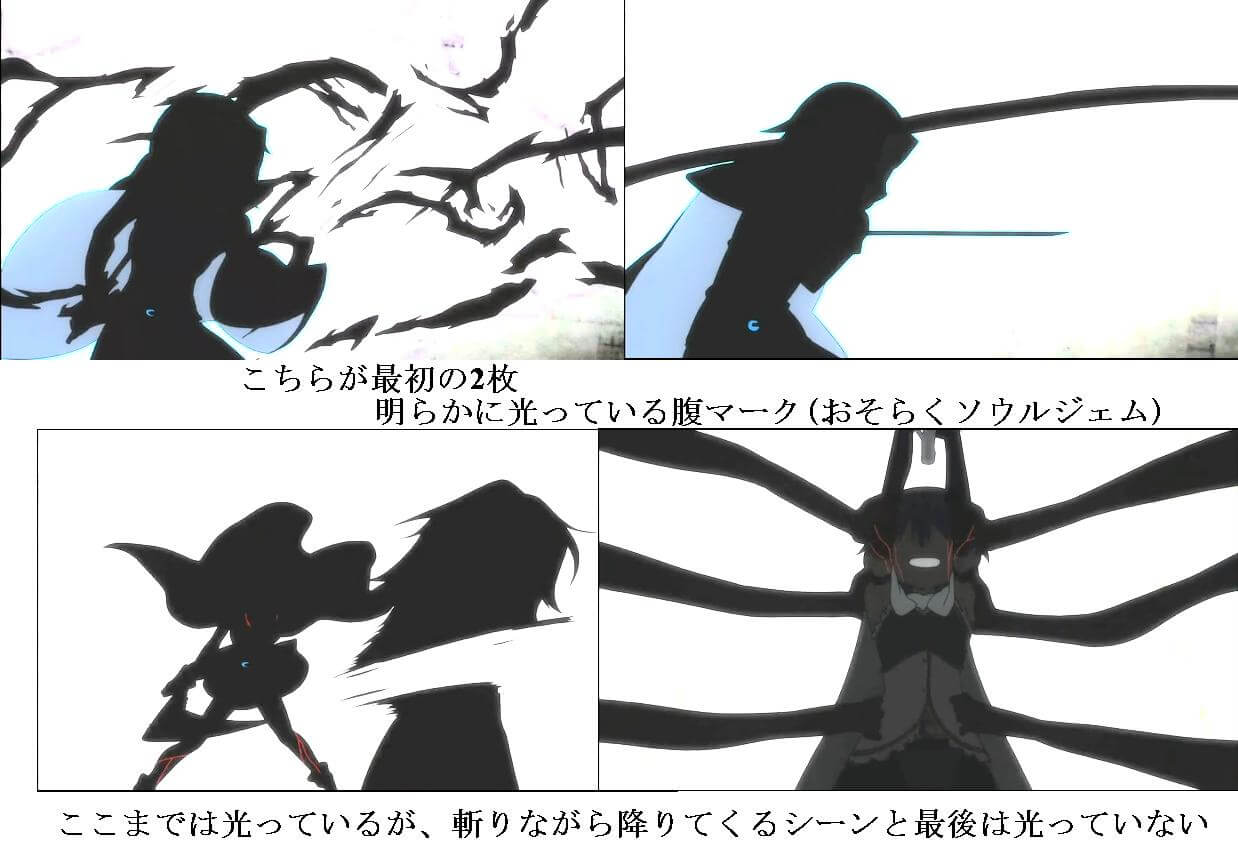 こちらが最初の2枚
明らかに光っている腹マーク(おそらくソウルジェム)
ここまでは光っているが、斬りながら降りてくるシーンと最後は光っていない